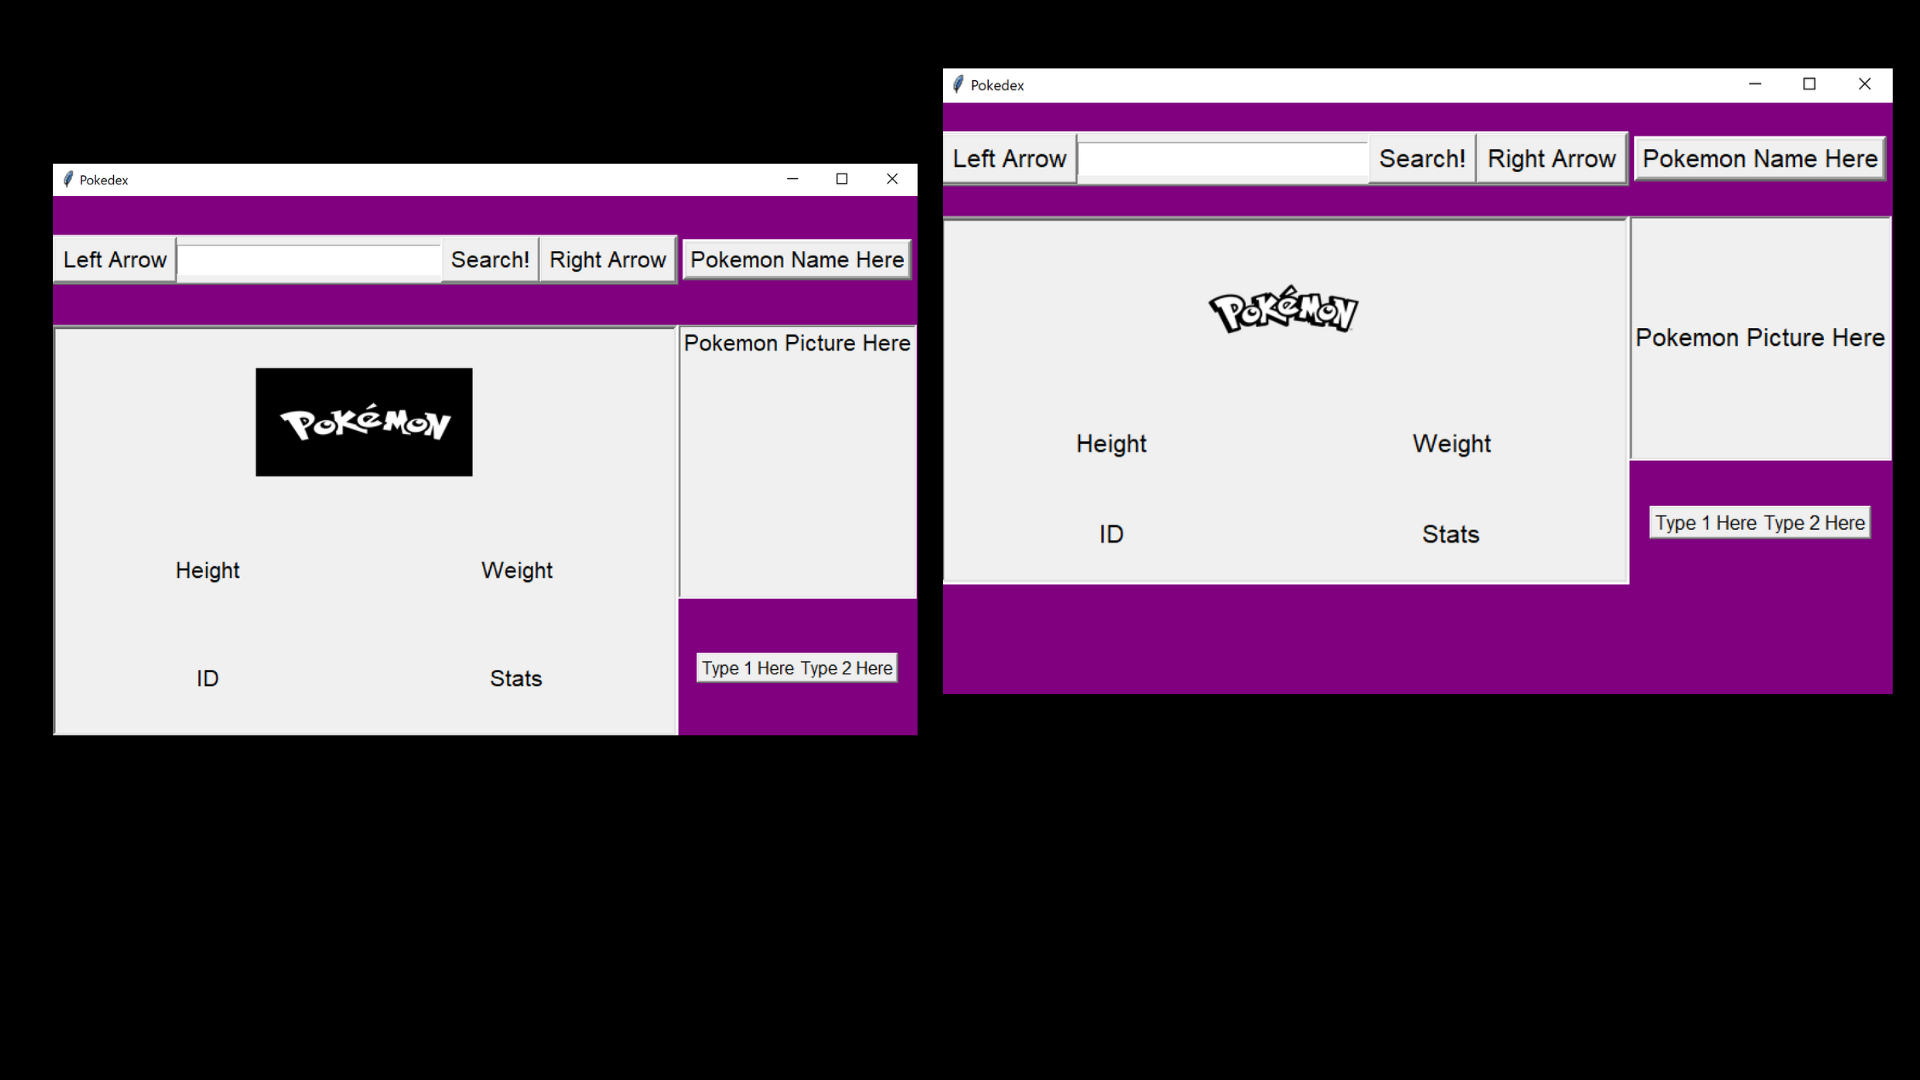 Pokedex
Left Arrow Search! Right Arrow Pokemon Name Here
Pokemon Picture Here
POKéMON
Height Weight
ID Stats
Type 1 Here Type 2 Here
Pokedex
Left Arrow Search! Right Arrow Pokemon Name Here
POKéMON
Pokemon Picture Here
Height Weight
ID Stats
Type 1 Here Type 2 Here